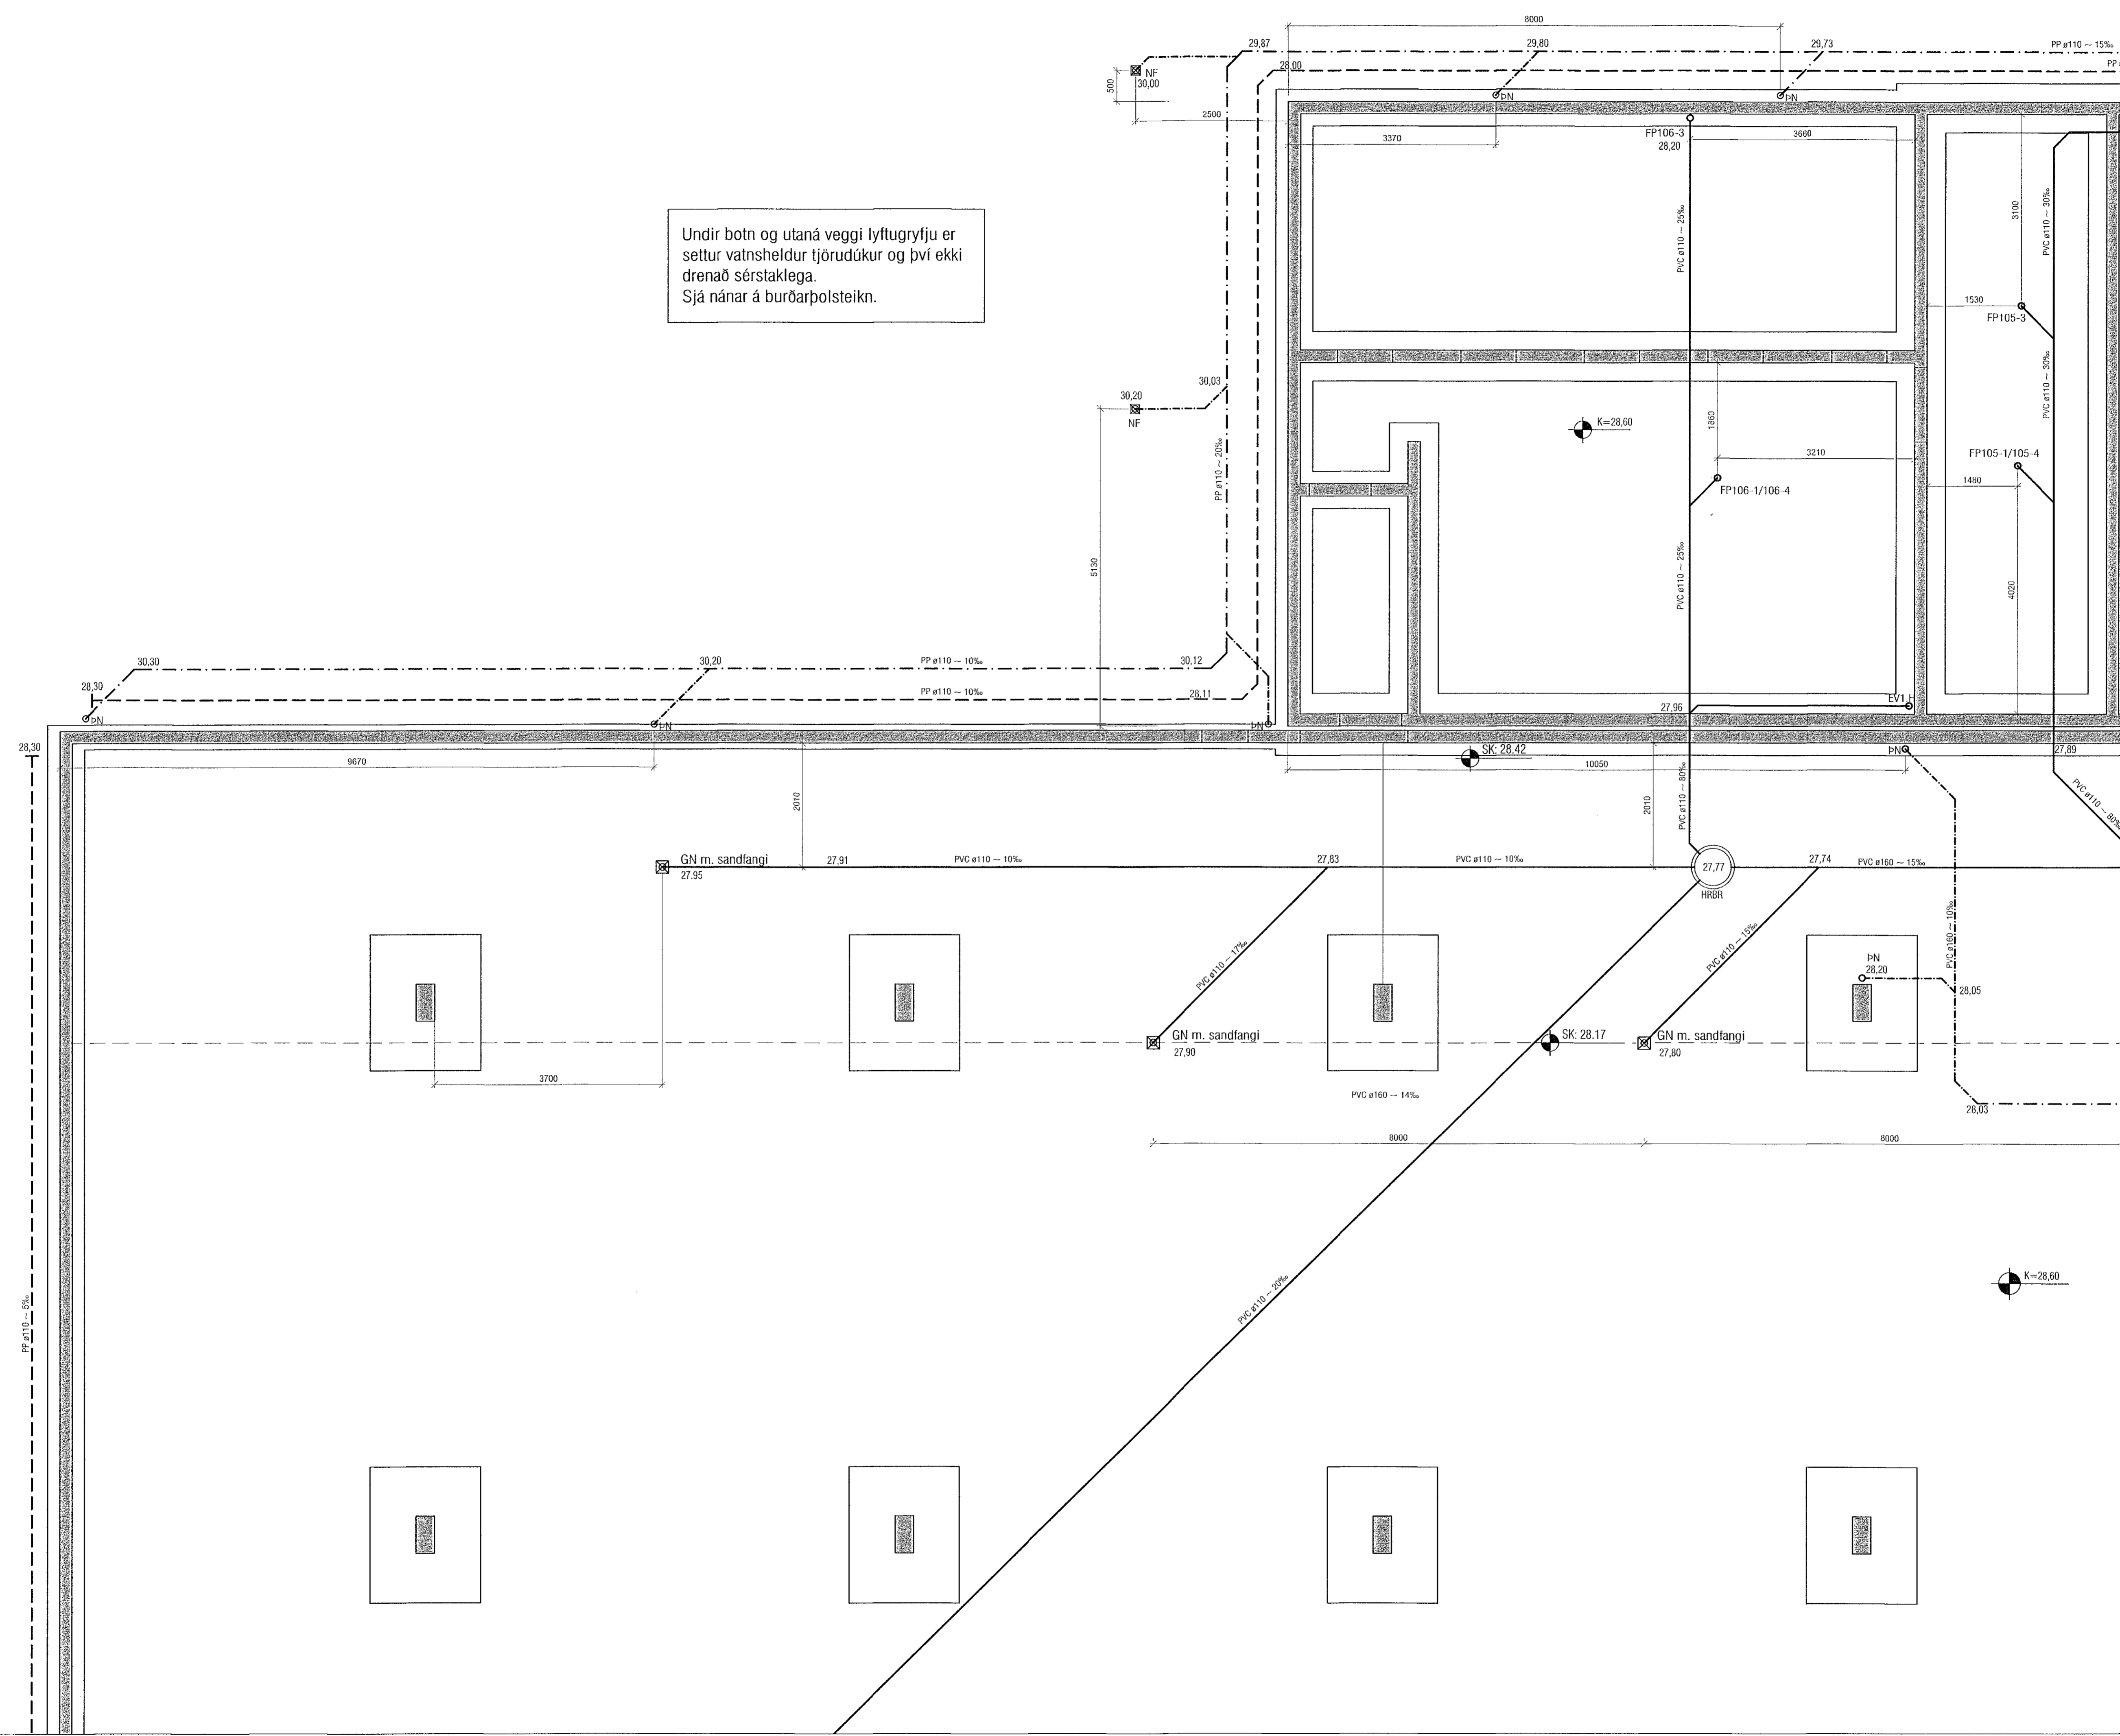 8000
29,87
29,80
29,73
PP ø110 ~ 15‰
28,00
PP
NF
30,00
500
2500
ÞN
ÞN
FP106-3
28,20
3370
3660
Undir botn og utaná veggi lyftugryfju er
settur vatnsheldur tjörudúkur og því ekki
drenað sérstaklega.
Sjá nánar á burðarþolsteikn.
PVC ø110 ~ 25‰
3100
PVC ø110 ~ 30‰
1530
FP105-3
30,03
30,20
NF
PVC ø110 ~ 30‰
K=28,60
1860
3210
FP105-1/105-4
1480
FP106-1/106-4
PP ø110 ~ 20‰
5130
PVC ø110 ~ 25‰
4020
30,30
30,20
PP ø110 ~ 10‰
30,12
28,30
PP ø110 ~ 10‰
28,11
EV1.H
27,96
ÞN
ÞN
ÞN
28,30
SK: 28.42
ÞN
27,89
9670
10050
2010
2010
PVC ø110 ~ 80‰
PVC ø110 ~ 80‰
GN m. sandfangi
27.95
27,91
PVC ø110 ~ 10‰
27,83
PVC ø110 ~ 10‰
27,77
HRBR
27,74
PVC ø160 ~ 15‰
PVC ø110 ~ 17‰
PVC ø110 ~ 15‰
PVC ø160 ~ 10‰
ÞN
28,20
28,05
GN m. sandfangi
27,90
SK: 28.17
GN m. sandfangi
27,80
3700
PVC ø160 ~ 14‰
28,03
8000
8000
PVC ø110 ~ 20‰
K=28,60
PP ø110 ~ 5‰